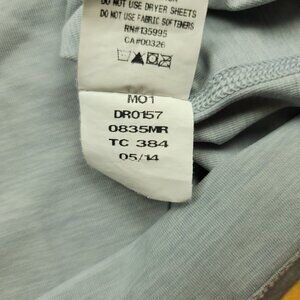 DO NOT USE DRYER SHEETS
DO NOT USE FABRIC SOFTENERS
RN#135995
CA#00326
MO1
DR0157
0835MR
TC 384
05/14